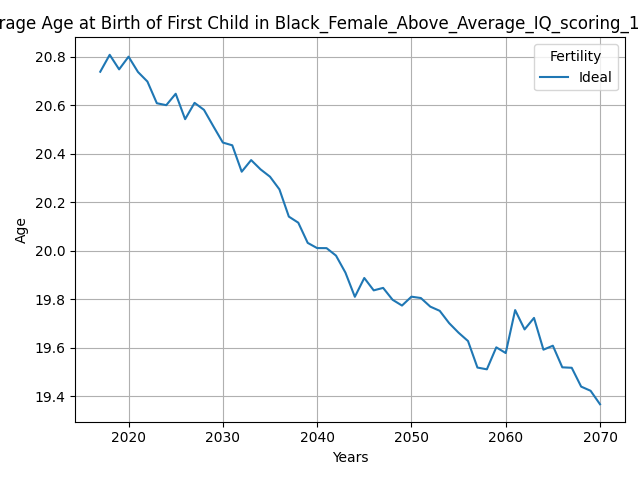 rage Age at Birth of First Child in Black_Female_Above_Average_IQ_scoring_1
Fertility
Ideal
20.8
20.6
20.4
20.2
20.0
19.8
19.6
19.4
Age
2020 2030 2040 2050 2060 2070
Years